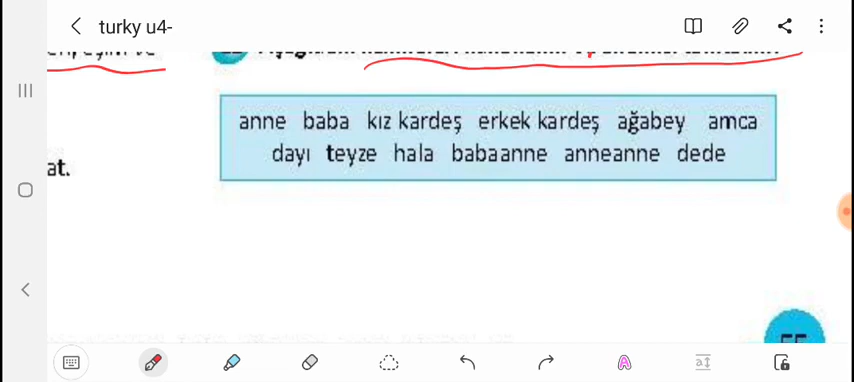 turky u4-
anne baba kız kardeş erkek kardeş ağabey amca
dayı teyze hala babaanne anneanne dede
at.